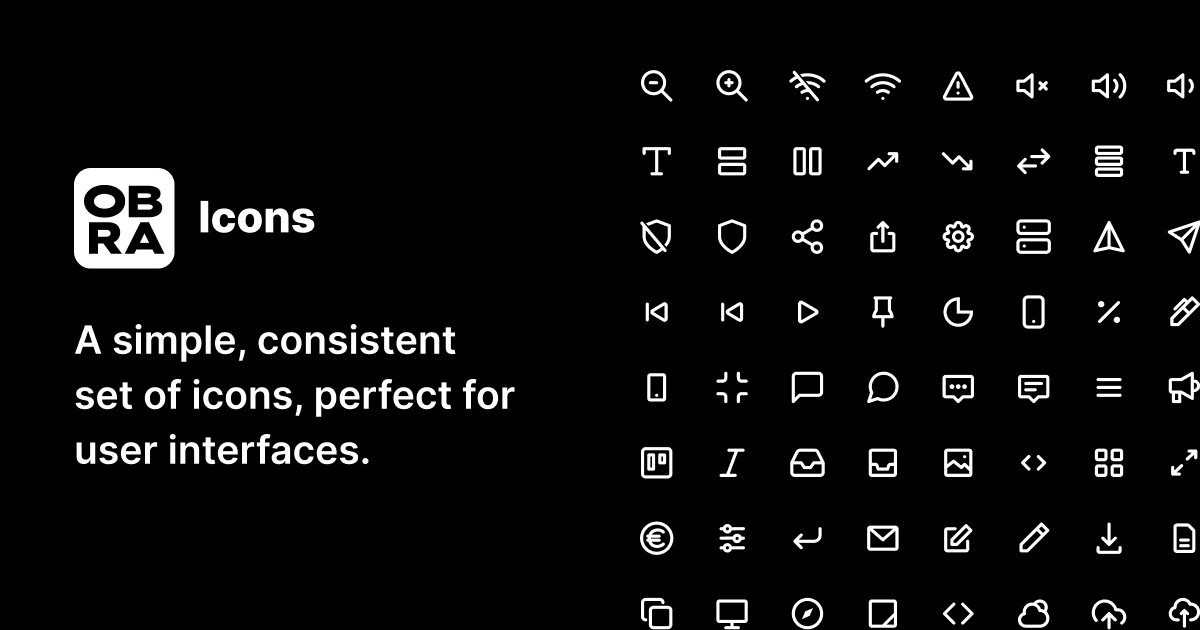 OB
RA
Icons
A simple, consistent
set of icons, perfect for
user interfaces.